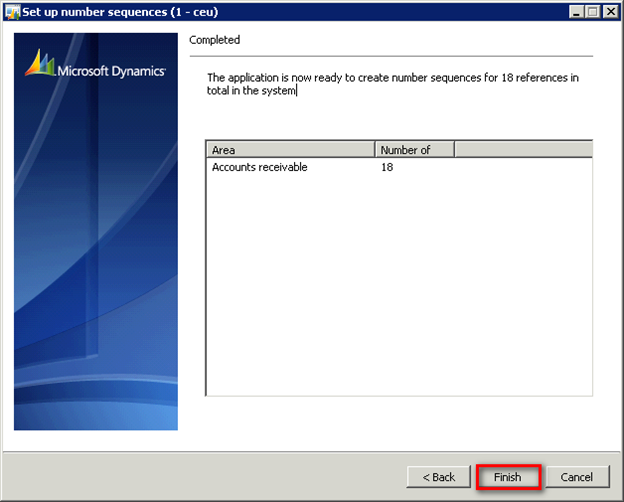 Set up number sequences (1 - ceu)
Microsoft Dynamics
Completed
The application is now ready to create number sequences for 18 references in
total in the system
Area Number of
Accounts receivable 18
< Back Finish Cancel